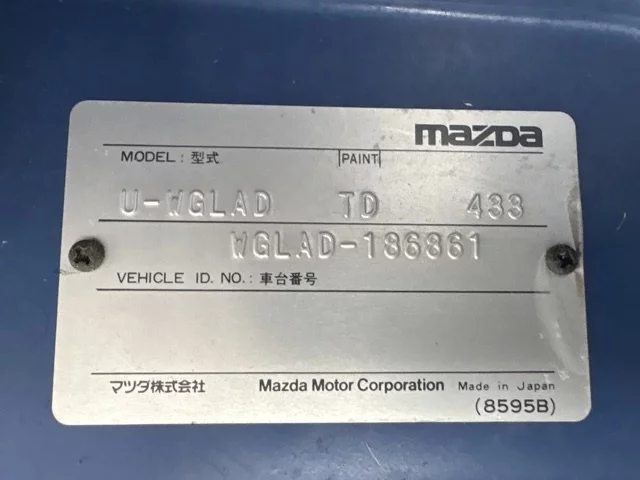 mazda
MODEL : 型式 PAINT
U-WGLAD TD 433
WGLAD-186861
VEHICLE ID. NO. : 車台番号
マツダ株式会社 Mazda Motor Corporation Made in Japan
(8595B)